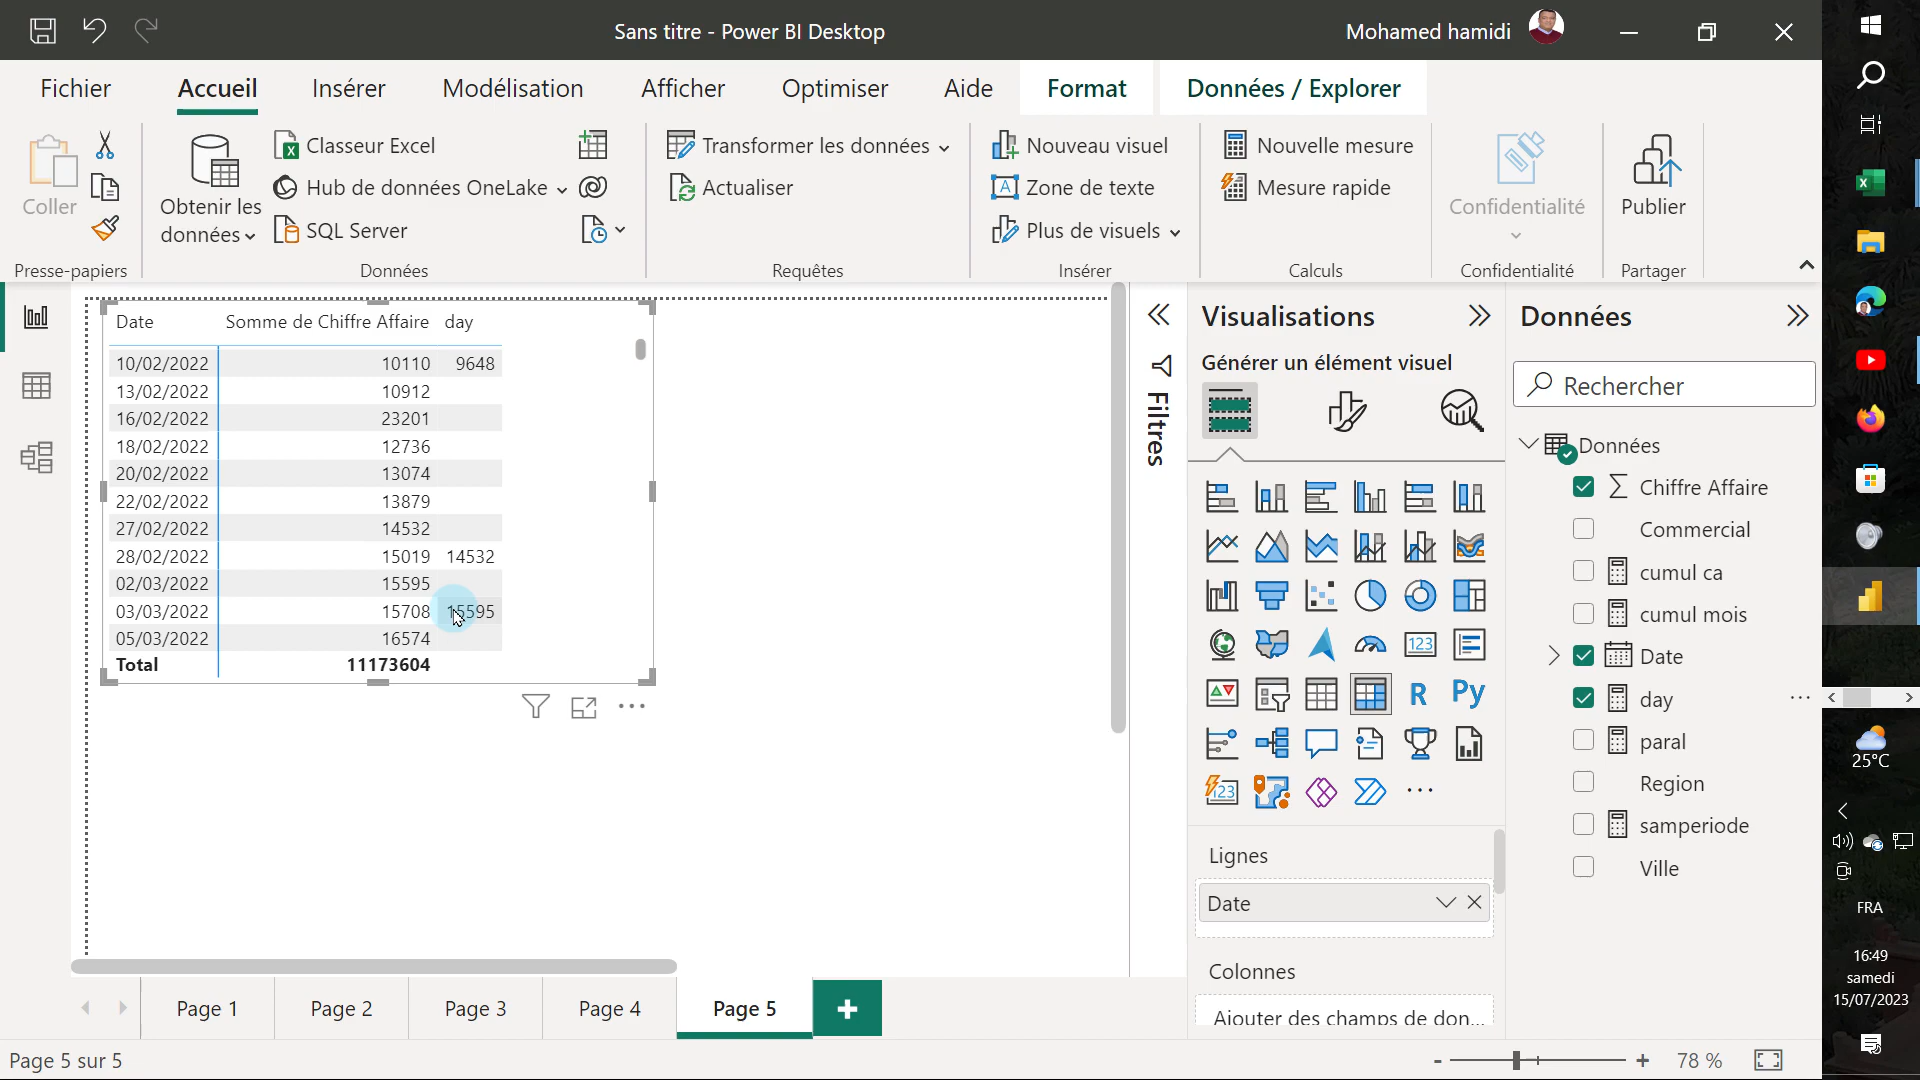 Sans titre - Power BI Desktop
Mohamed hamidi
Fichier
Accueil
Insérer
Modélisation
Afficher
Optimiser
Aide
Format
Données / Explorer
Coller
Presse-papiers
Obtenir les
données
Classeur Excel
Hub de données OneLake
SQL Server
Données
Transformer les données
Actualiser
Requêtes
Nouveau visuel
Zone de texte
Plus de visuels
Insérer
Nouvelle mesure
Mesure rapide
Calculs
Confidentialité
Confidentialité
Publier
Partager
Date Somme de Chiffre Affaire day
10/02/2022 10110 9648
13/02/2022 10912
16/02/2022 23201
18/02/2022 12736
20/02/2022 13074
22/02/2022 13879
27/02/2022 14532
28/02/2022 15019 14532
02/03/2022 15595
03/03/2022 15708 15595
05/03/2022 16574
Total 11173604
Filtres
Visualisations
Générer un élément visuel
R
Py
123
123
Lignes
Date
Colonnes
Ajouter des champs de don...
Données
Rechercher
Données
Chiffre Affaire
Commercial
cumul ca
cumul mois
Date
day
paral
Region
samperiode
Ville
Page 1
Page 2
Page 3
Page 4
Page 5
Page 5 sur 5
78 %
25°C
FRA
16:49
samedi
15/07/2023